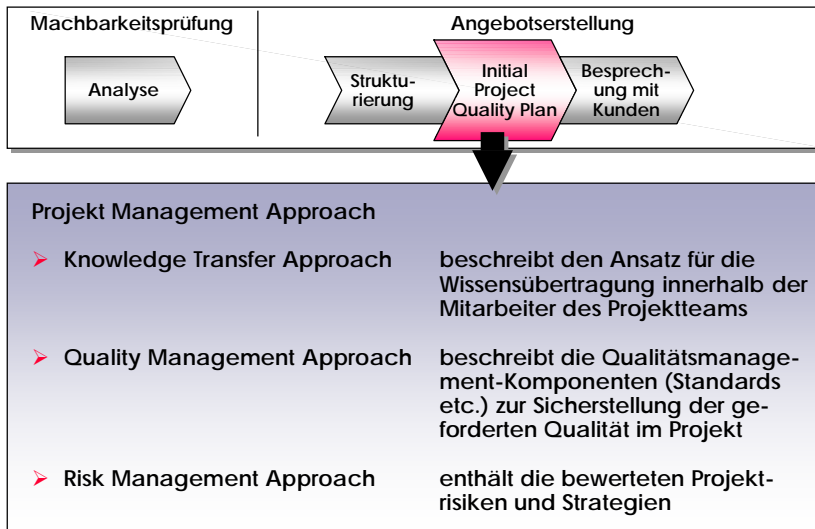 Machbarkeitsprüfung
Angebotserstellung
Analyse
Struktu-
rierung
Initial
Project
Quality Plan
Besprech-
ung mit
Kunden
Projekt Management Approach
Knowledge Transfer Approach
beschreibt den Ansatz für die
Wissensübertragung innerhalb der
Mitarbeiter des Projektteams
Quality Management Approach
beschreibt die Qualitätsmanage-
ment-Komponenten (Standards
etc.) zur Sicherstellung der ge-
forderten Qualität im Projekt
Risk Management Approach
enthält die bewerteten Projekt-
risiken und Strategien